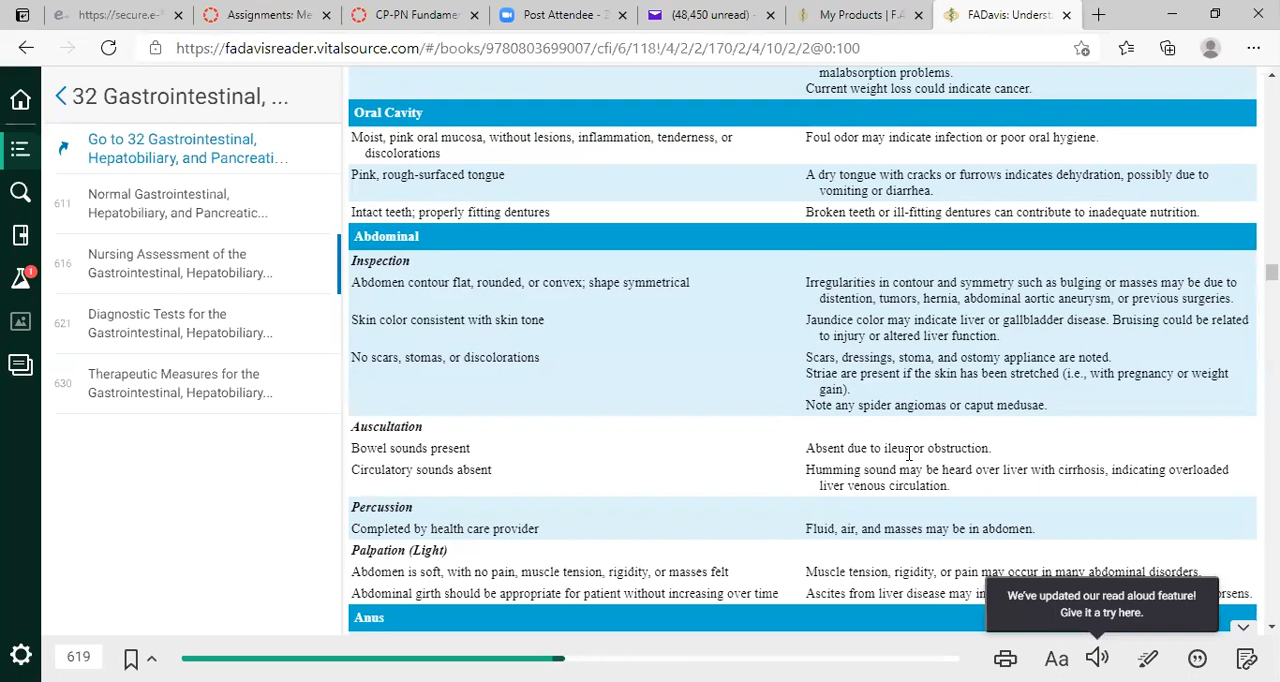 https://secure.e-
Assignments: Me
CP-PN Fundame
Post Attendee - Z
(48,450 unread) -
My Products | F.A
FADavis: Underst
https://fadavisreader.vitalsource.com/#/books/9780803699007/cfi/6/118!/4/2/2/170/2/4/10/2/2@0:100
32 Gastrointestinal, ...
Go to 32 Gastrointestinal,
Hepatobiliary, and Pancreati...
611
Normal Gastrointestinal,
Hepatobiliary, and Pancreatic...
616
Nursing Assessment of the
Gastrointestinal, Hepatobiliary...
621
Diagnostic Tests for the
Gastrointestinal, Hepatobiliary...
630
Therapeutic Measures for the
Gastrointestinal, Hepatobiliary...
1
malabsorption problems.
Current weight loss could indicate cancer.
Oral Cavity
Moist, pink oral mucosa, without lesions, inflammation, tenderness, or
discolorations
Foul odor may indicate infection or poor oral hygiene.
Pink, rough-surfaced tongue
A dry tongue with cracks or furrows indicates dehydration, possibly due to
vomiting or diarrhea.
Intact teeth; properly fitting dentures
Broken teeth or ill-fitting dentures can contribute to inadequate nutrition.
Abdominal
Inspection
Abdomen contour flat, rounded, or convex; shape symmetrical
Irregularities in contour and symmetry such as bulging or masses may be due to
distention, tumors, hernia, abdominal aortic aneurysm, or previous surgeries.
Skin color consistent with skin tone
Jaundice color may indicate liver or gallbladder disease. Bruising could be related
to injury or altered liver function.
No scars, stomas, or discolorations
Scars, dressings, stoma, and ostomy appliance are noted.
Striae are present if the skin has been stretched (i.e., with pregnancy or weight
gain).
Note any spider angiomas or caput medusae.
Auscultation
Bowel sounds present
Absent due to ileus or obstruction.
Circulatory sounds absent
Humming sound may be heard over liver with cirrhosis, indicating overloaded
liver venous circulation.
Percussion
Completed by health care provider
Fluid, air, and masses may be in abdomen.
Palpation (Light)
Abdomen is soft, with no pain, muscle tension, rigidity, or masses felt
Muscle tension, rigidity, or pain may occur in many abdominal disorders.
Abdominal girth should be appropriate for patient without increasing over time
Ascites from liver disease may in
Anus
We've updated our read aloud feature!
Give it a try here.
619
Aa